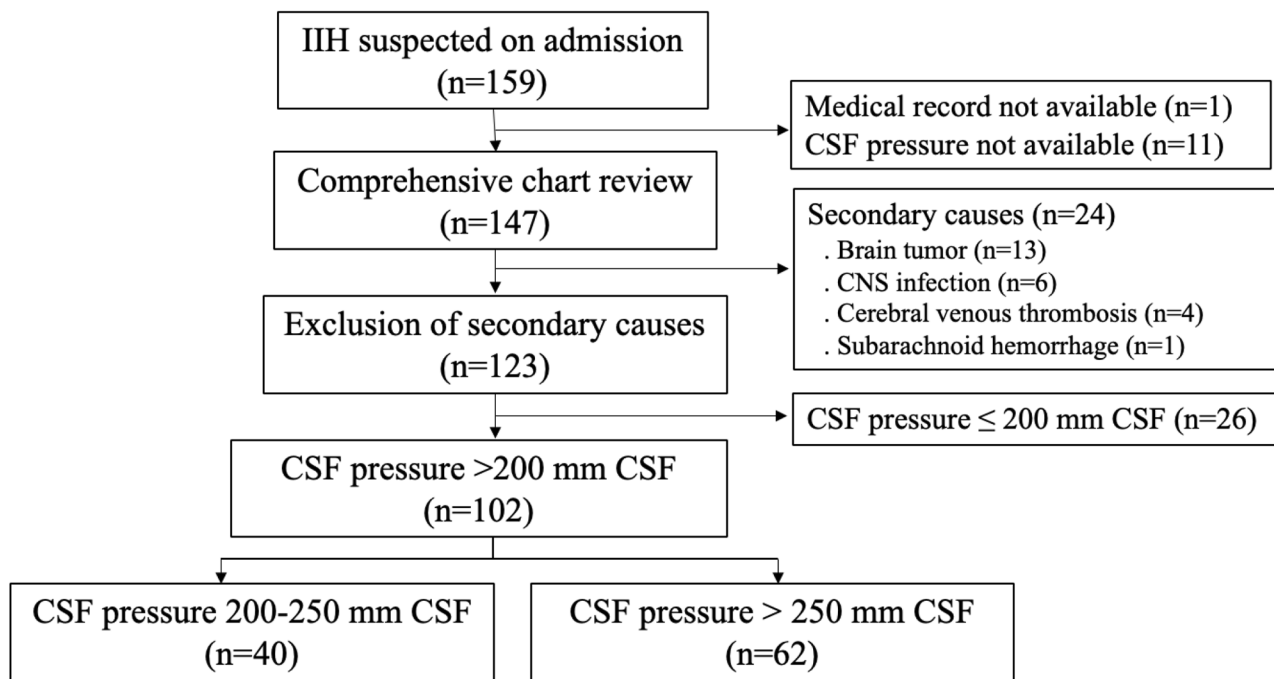 IIH suspected on admission
(n=159)
Medical record not available (n=1)
CSF pressure not available (n=11)
Comprehensive chart review
(n=147)
Secondary causes (n=24)
. Brain tumor (n=13)
. CNS infection (n=6)
. Cerebral venous thrombosis (n=4)
. Subarachnoid hemorrhage (n=1)
Exclusion of secondary causes
(n=123)
CSF pressure ≤ 200 mm CSF (n=26)
CSF pressure >200 mm CSF
(n=102)
CSF pressure 200-250 mm CSF
(n=40)
CSF pressure > 250 mm CSF
(n=62)